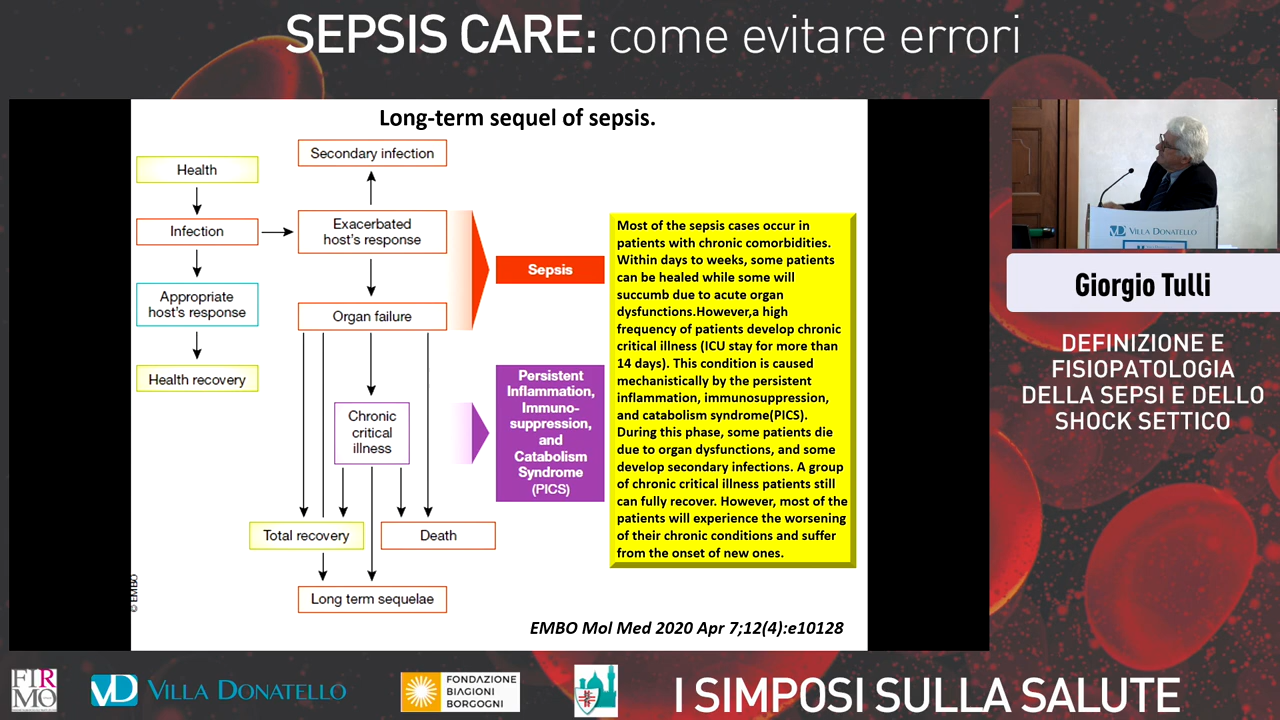 SEPSIS CARE: come evitare errori
Long-term sequel of sepsis.
Health
Infection
Appropriate
host's response
Health recovery
Secondary infection
Exacerbated
host's response
Organ failure
Chronic
critical
illness
Total recovery
Death
Long term sequelae
Sepsis
Persistent
Inflammation,
Immuno-
suppression,
and
Catabolism
Syndrome
(PICS)
Most of the sepsis cases occur in
patients with chronic comorbidities.
Within days to weeks, some patients
can be healed while some will
succumb due to acute organ
dysfunctions.However,a high
frequency of patients develop chronic
critical illness (ICU stay for more than
14 days). This condition is caused
mechanistically by the persistent
inflammation, immunosuppression,
and catabolism syndrome(PICS).
During this phase, some patients die
due to organ dysfunctions, and some
develop secondary infections. A group
of chronic critical illness patients still
can fully recover. However, most of the
patients will experience the worsening
of their chronic conditions and suffer
from the onset of new ones.
© EMBO
EMBO Mol Med 2020 Apr 7;12(4):e10128
VILLA DONATELLO
Giorgio Tulli
DEFINIZIONE E
FISIOPATOLOGIA
DELLA SEPSI E DELLO
SHOCK SETTICO
FIR
MO
VD VILLA DONATELLO
FONDAZIONE
BIAGIONI
BORGOGNI
I SIMPOSI SULLA SALUTE